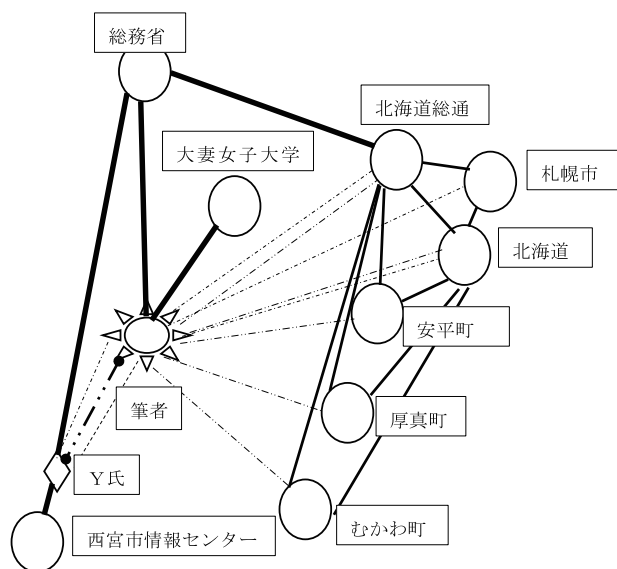 総務省
北海道総通
大妻女子大学
札幌市
北海道
安平町
筆者
厚真町
Y氏
むかわ町
西宮市情報センター